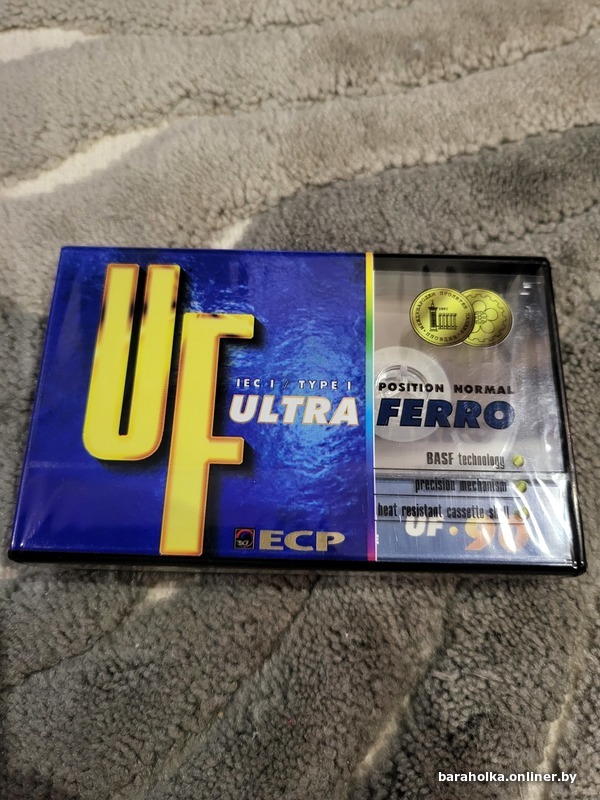 UF
IEC I / TYPE I
ULTRA
ECP
POSITION NORMAL
FERRO
BASF technology
precision mechanism
heat resistant cassette shell
UF·90
baraholka.onliner.by